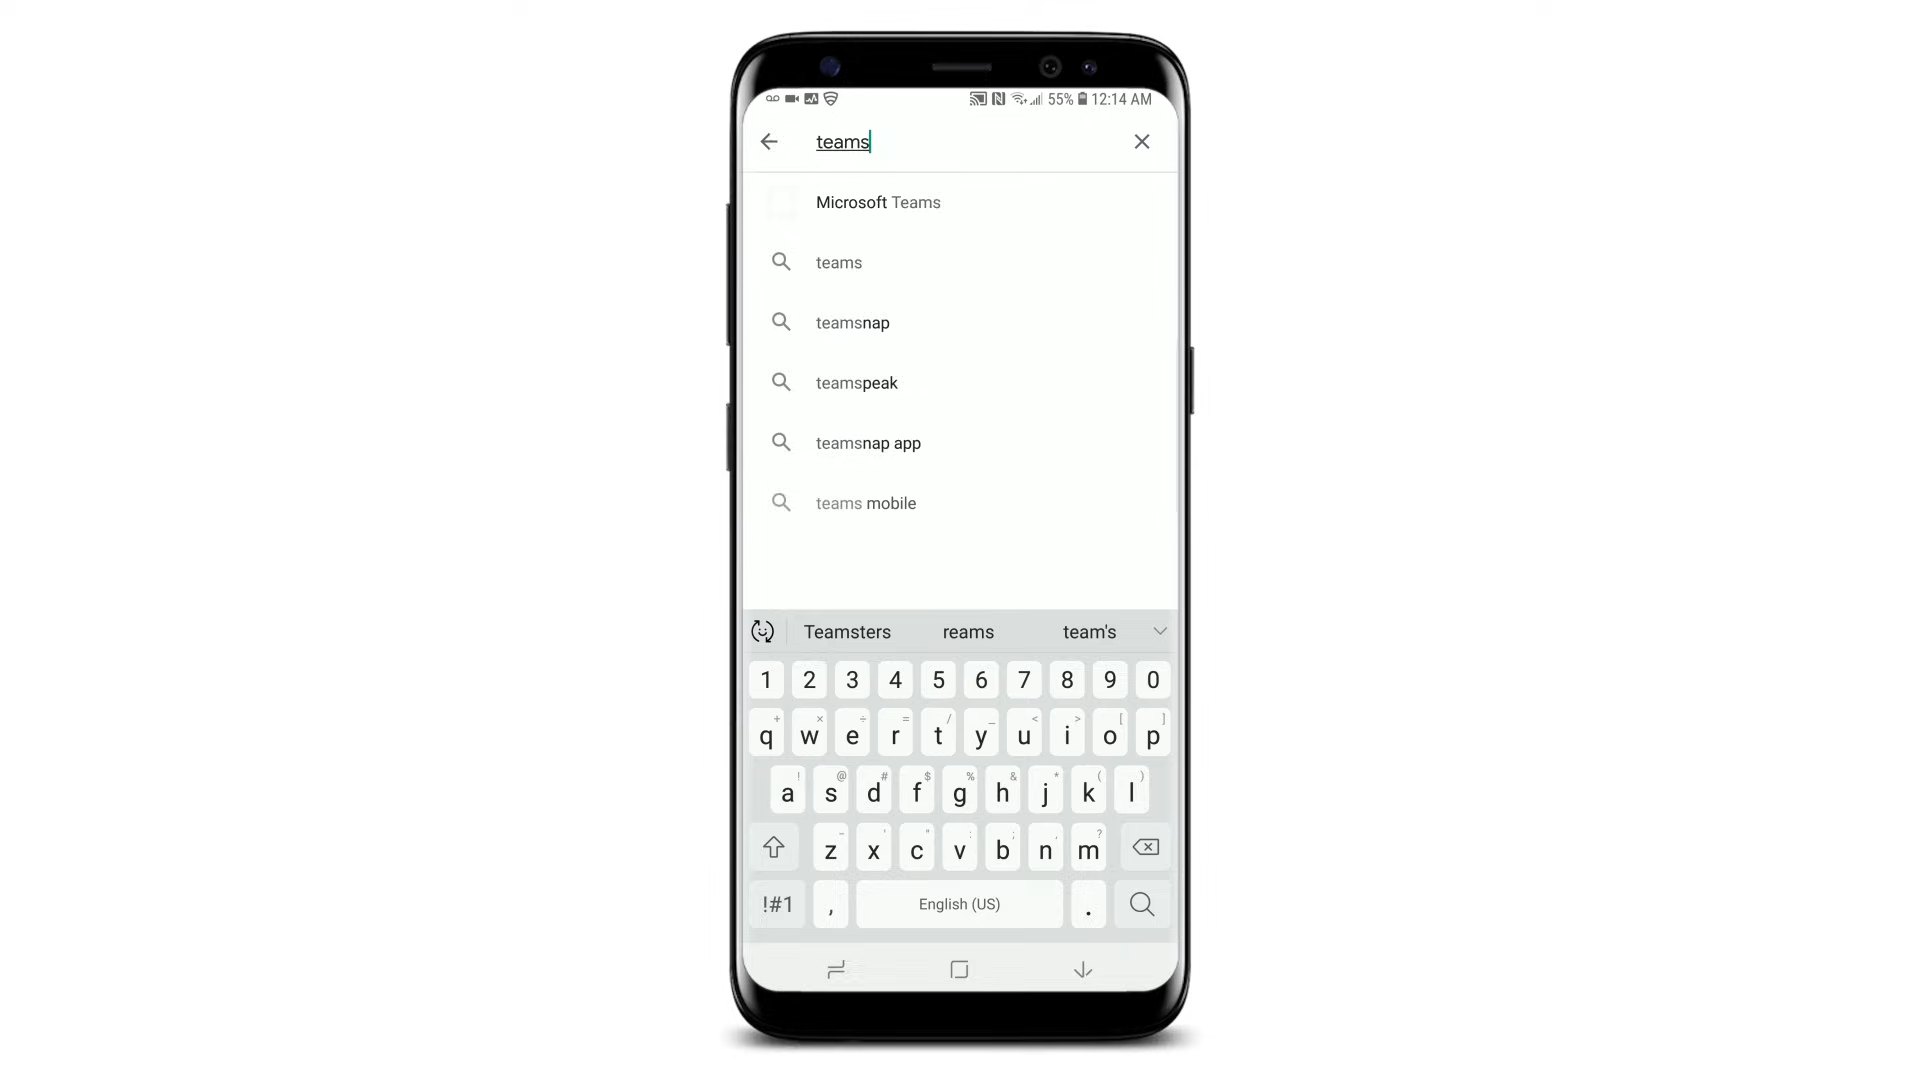 55% 12:14 AM
teams
Microsoft Teams
teams
teamsnap
teamspeak
teamsnap app
teams mobile
Teamsters reams team's
1 2 3 4 5 6 7 8 9 0
+ × ÷ = / _ < > [ ]
q w e r t y u i o p
! @ # $ % & * ( )
a s d f g h j k l
- ' " : ; , ?
z x c v b n m
!#1 , English (US) .